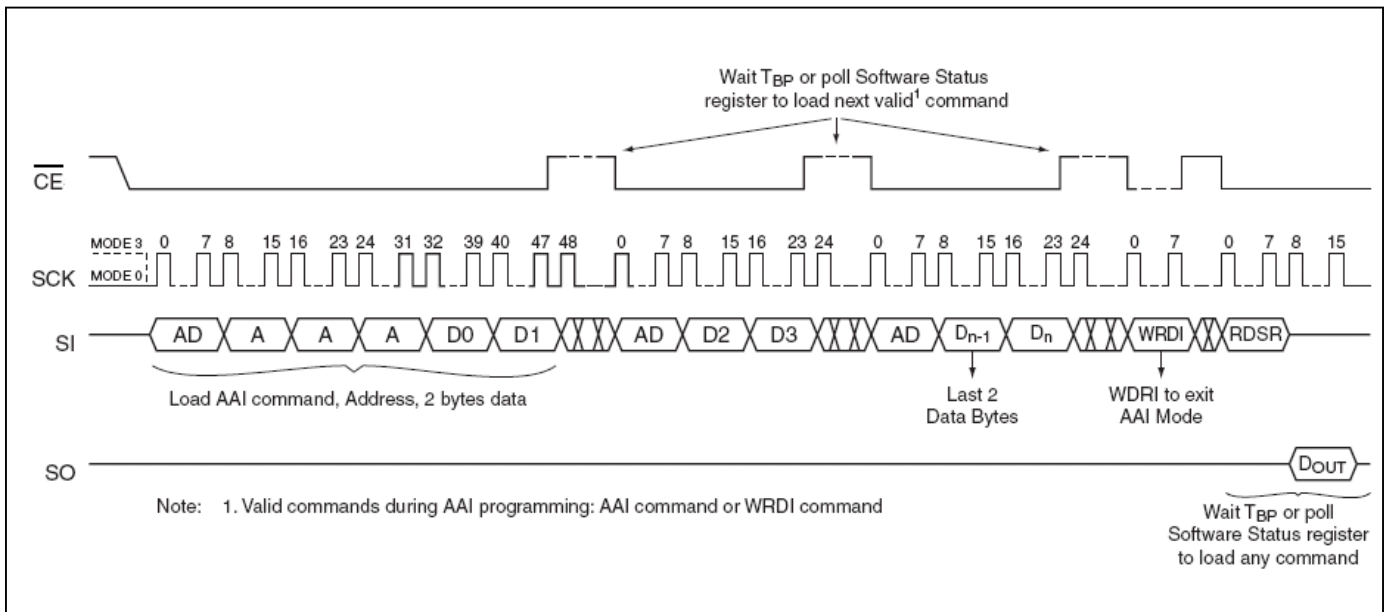 Wait TBP or poll Software Status
register to load next valid1 command
CE
MODE 3 0 7 8 15 16 23 24 31 32 39 40 47 48 0 7 8 15 16 23 24 0 7 8 15 16 23 24 0 7 0 7 8 15
MODE 0
SCK
SI AD A A A D0 D1 AD D2 D3 AD Dn-1 Dn WRDI RDSR
Load AAI command, Address, 2 bytes data
Last 2
Data Bytes
WDRI to exit
AAI Mode
SO DOUT
Note: 1. Valid commands during AAI programming: AAI command or WRDI command
Wait TBP or poll
Software Status register
to load any command